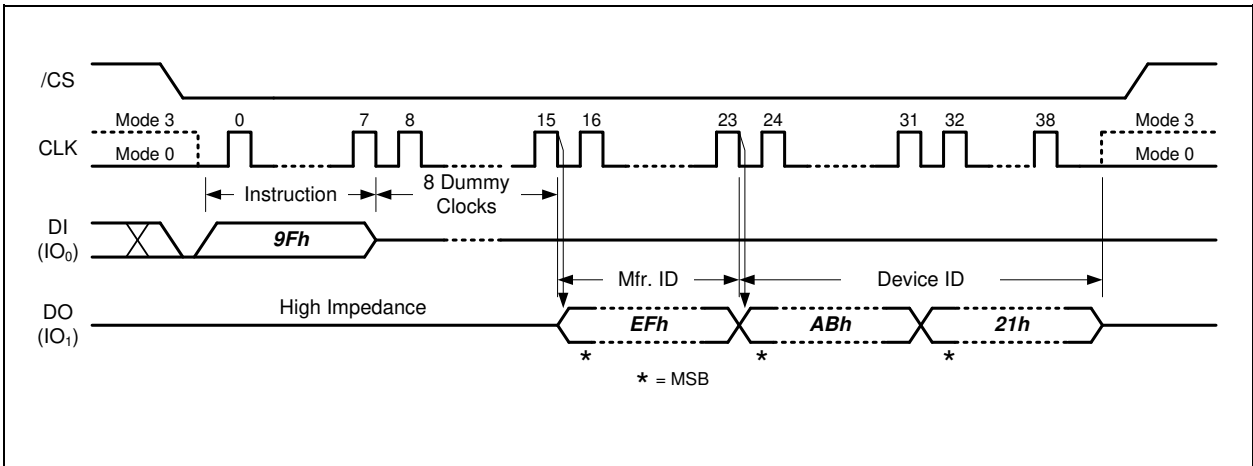 /CS
Mode 3 0 7 8 15 16 23 24 31 32 38 Mode 3
CLK
Mode 0 Mode 0
Instruction 8 Dummy
Clocks
DI
(IO₀)
9Fh
Mfr. ID Device ID
DO
(IO₁)
High Impedance
EFh ABh 21h
* * *
* = MSB